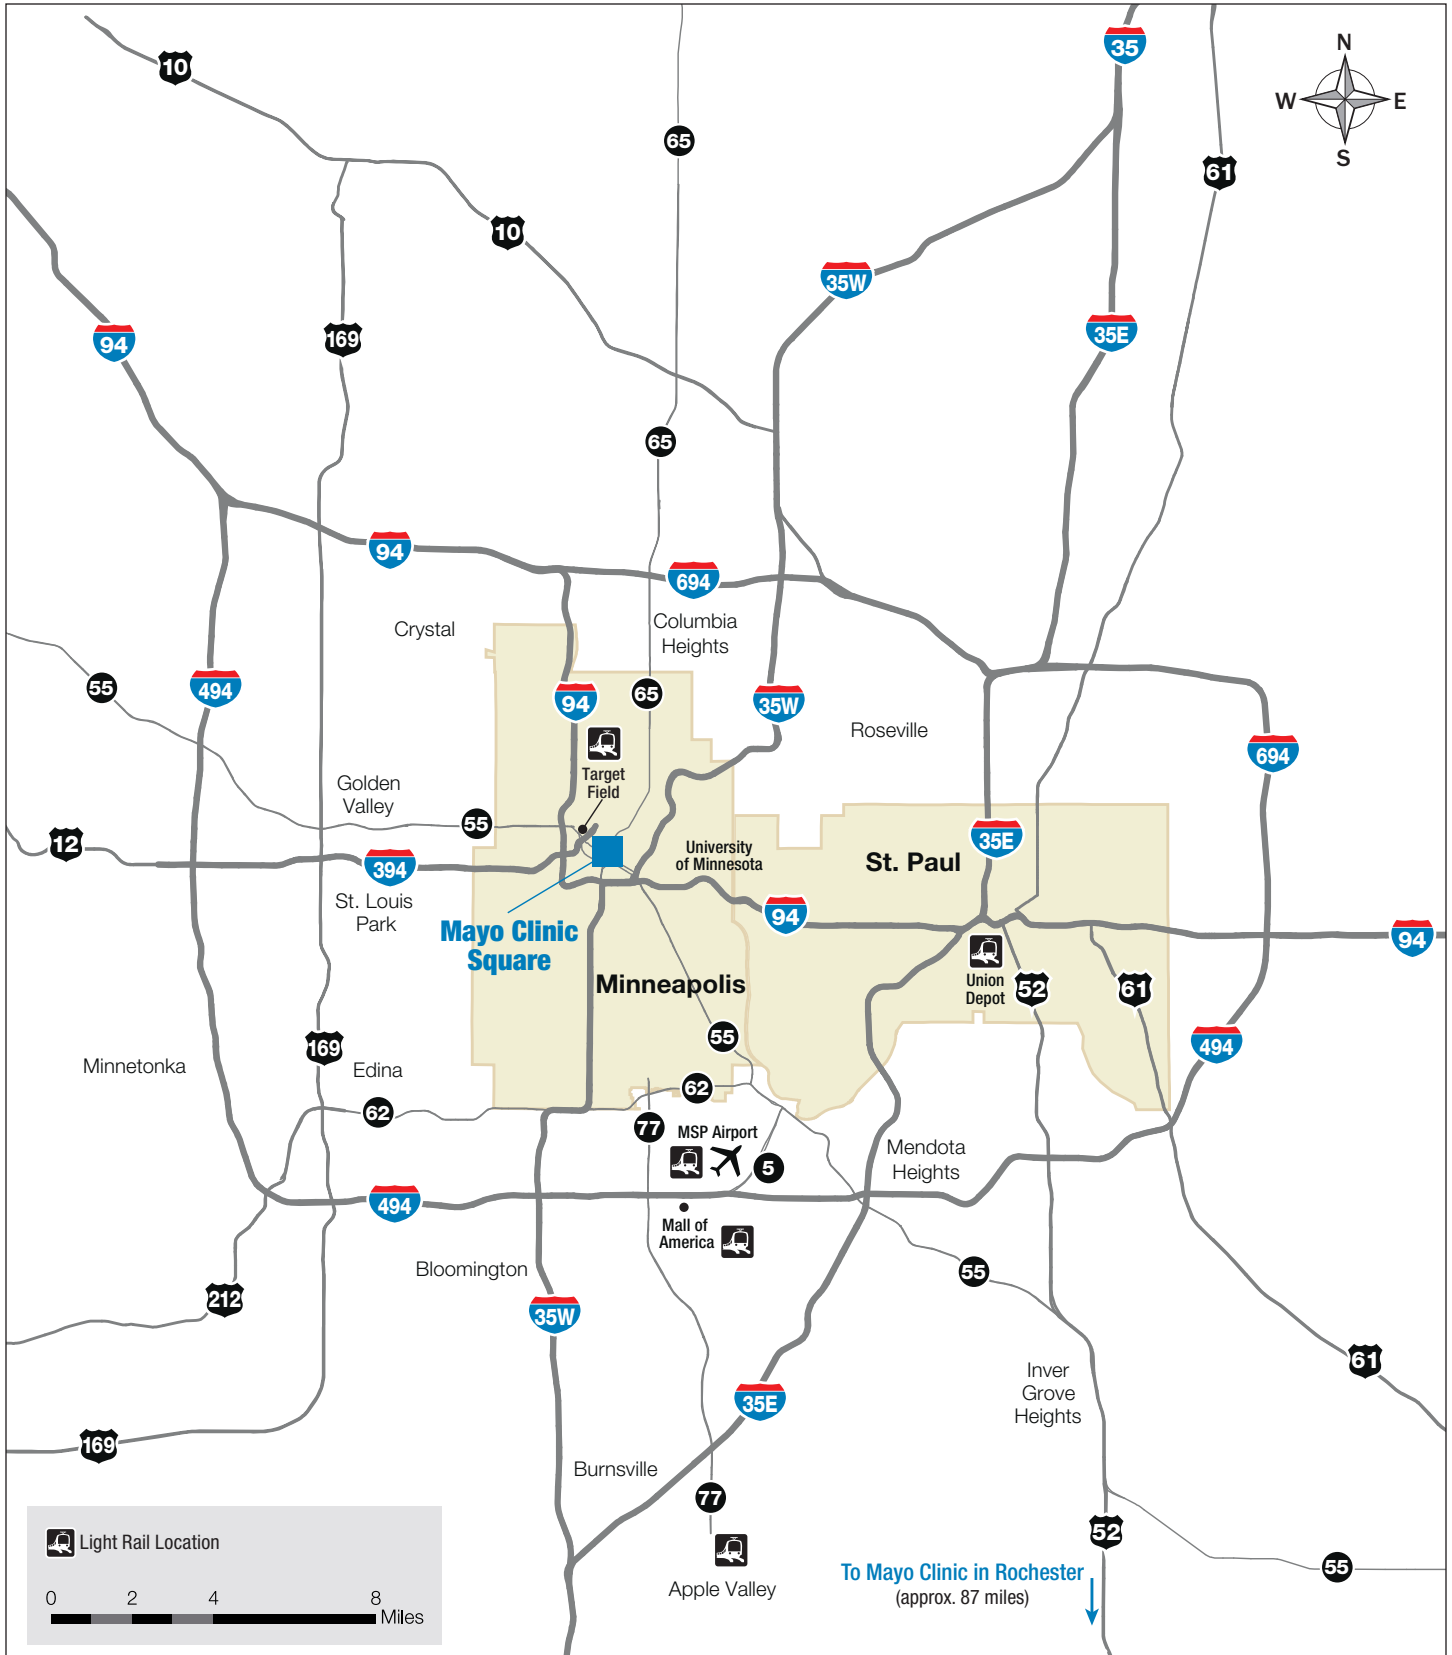 35
10
N
W
E
S
65
61
10
35W
35E
94
169
65
94
694
Columbia
Heights
Crystal
55
494
94
65
35W
Roseville
694
Target
Field
Golden
Valley
55
12
394
University
of Minnesota
35E
St. Paul
St. Louis
Park
94
94
Mayo Clinic
Square
Minneapolis
Union
Depot
52
61
55
494
169
Minnetonka
Edina
62
62
77
MSP Airport
5
Mendota
Heights
494
Mall of
America
Bloomington
55
212
35W
61
Inver
Grove
Heights
35E
169
Burnsville
77
52
Light Rail Location
To Mayo Clinic in Rochester
(approx. 87 miles)
55
Apple Valley
0 2 4 8
Miles